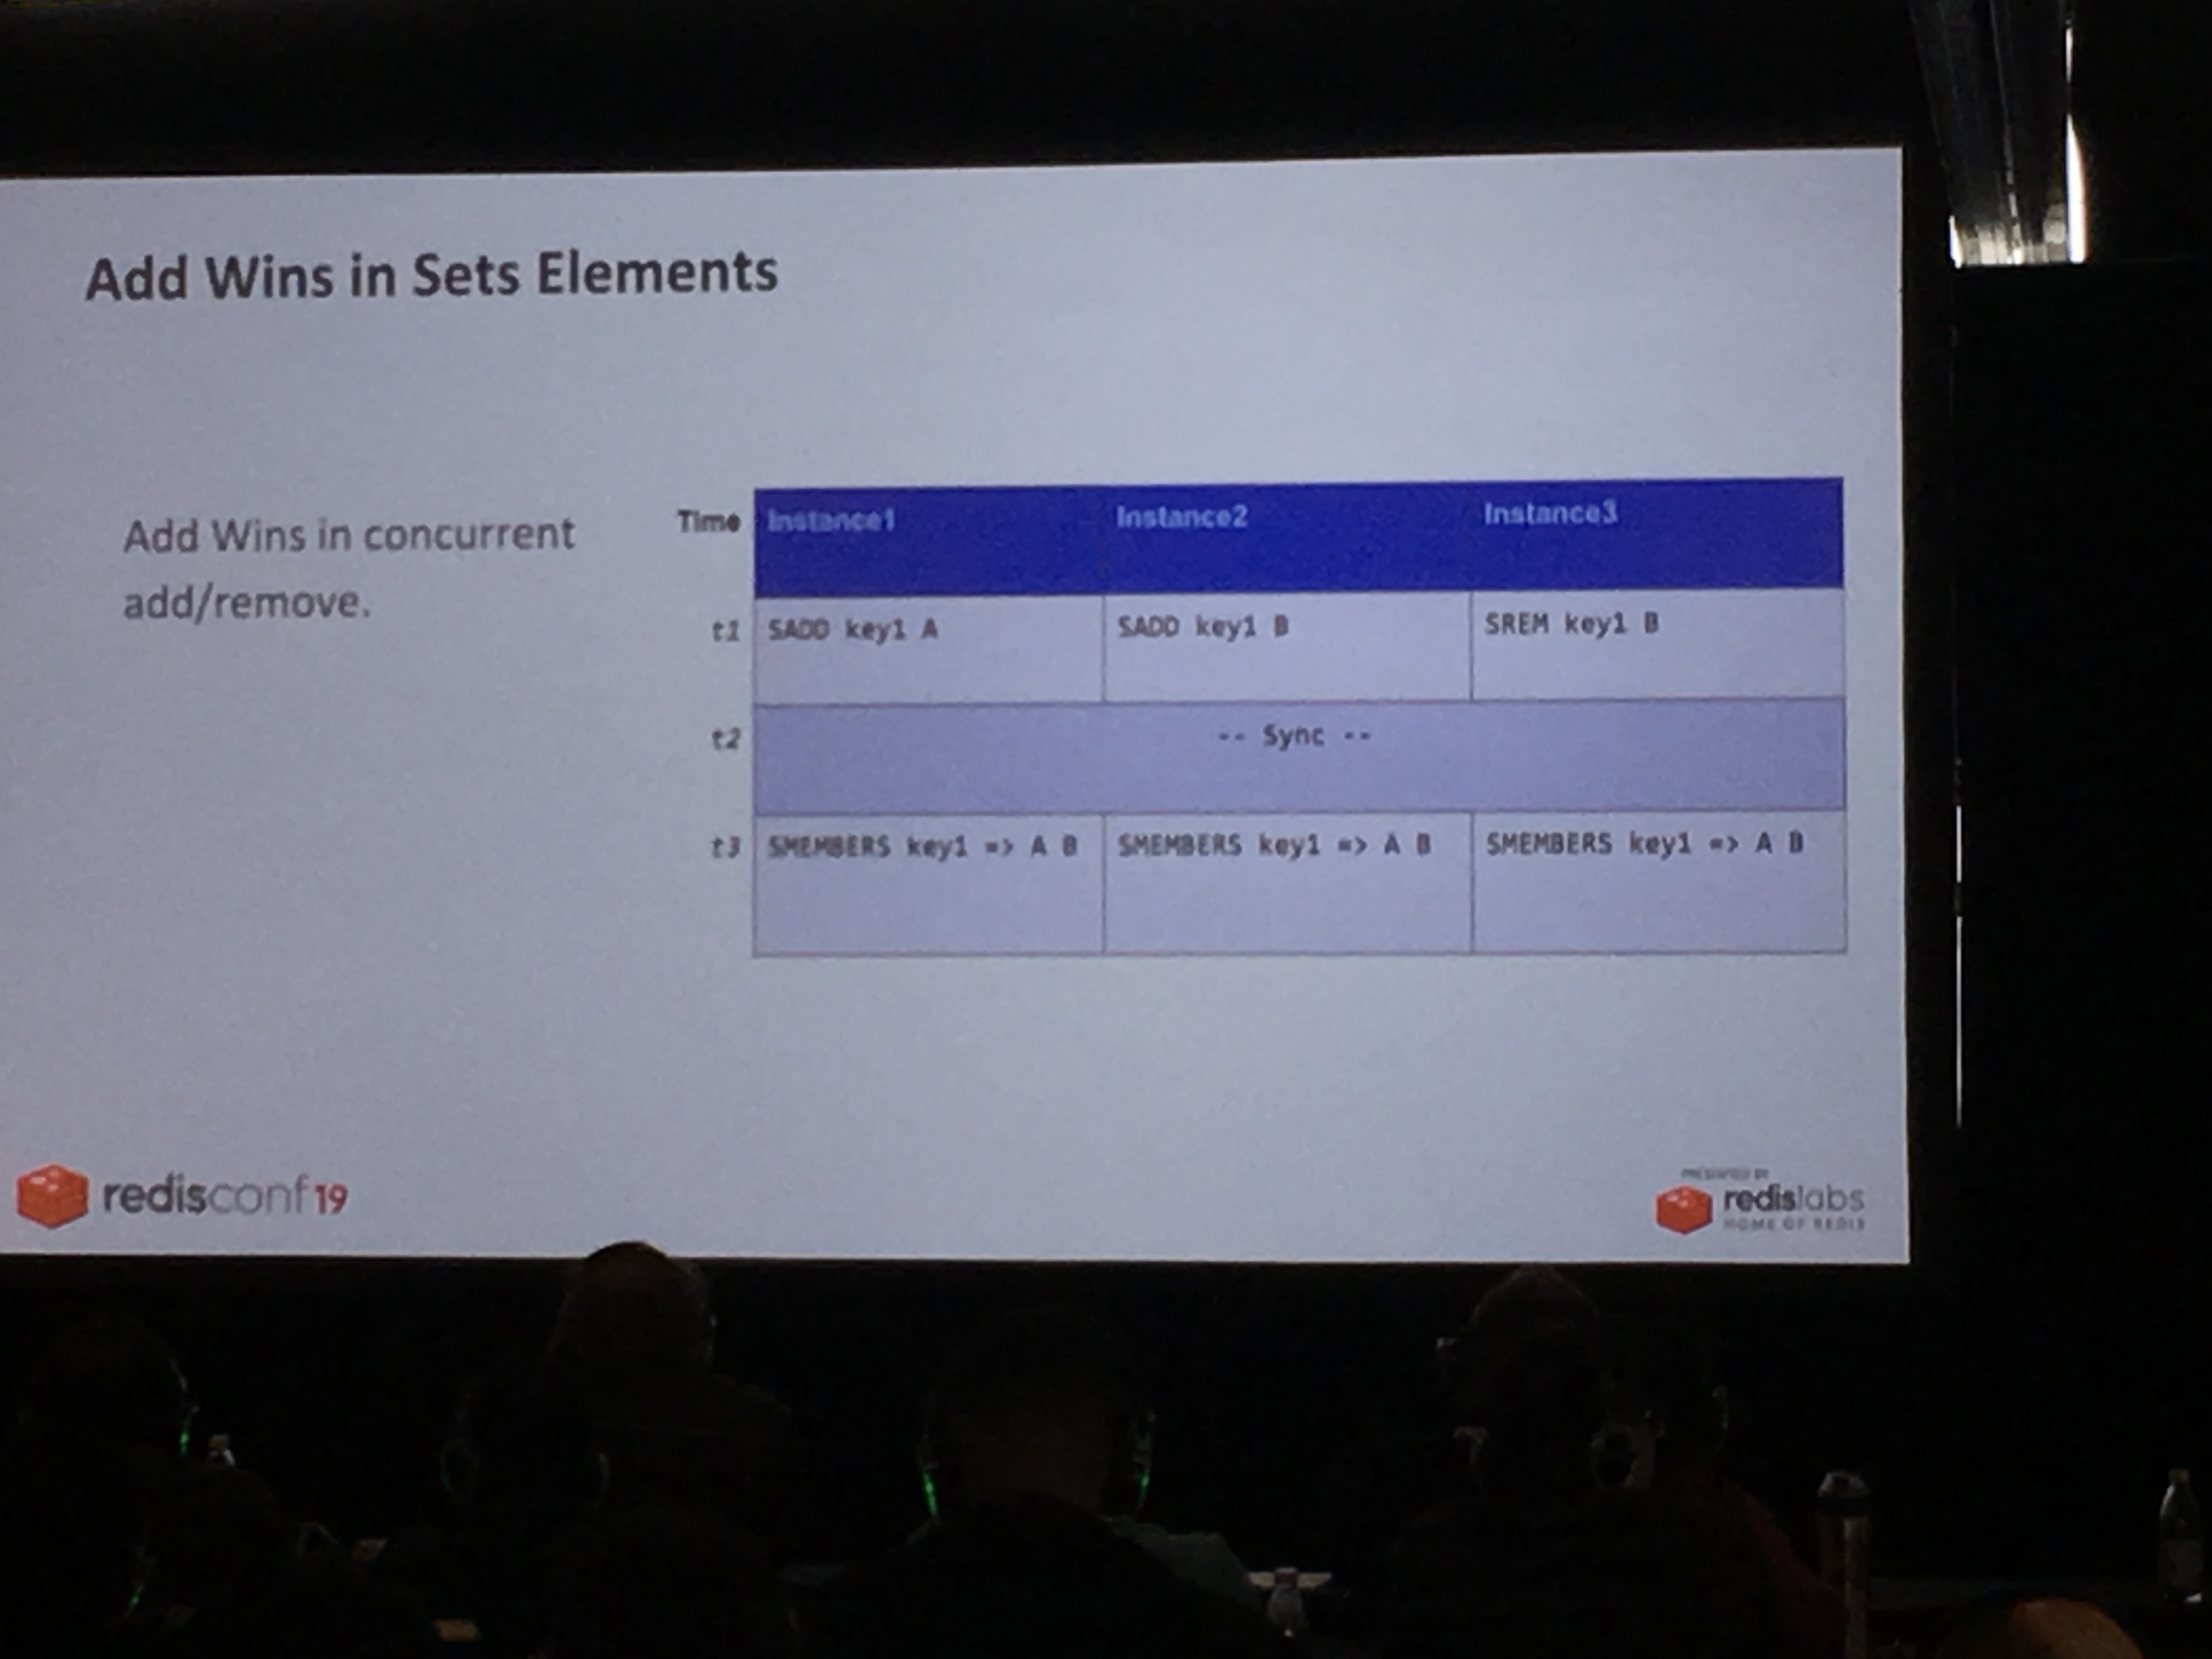 Add Wins in Sets Elements
Add Wins in concurrent
add/remove.
Time Instance1 Instance2 Instance3
t1 SADD key1 A SADD key1 B SREM key1 B
t2 -- Sync --
t3 SMEMBERS key1 => A B SMEMBERS key1 => A B SMEMBERS key1 => A B
redisconf19
PRESENTED BY
redislabs
HOME OF REDIS